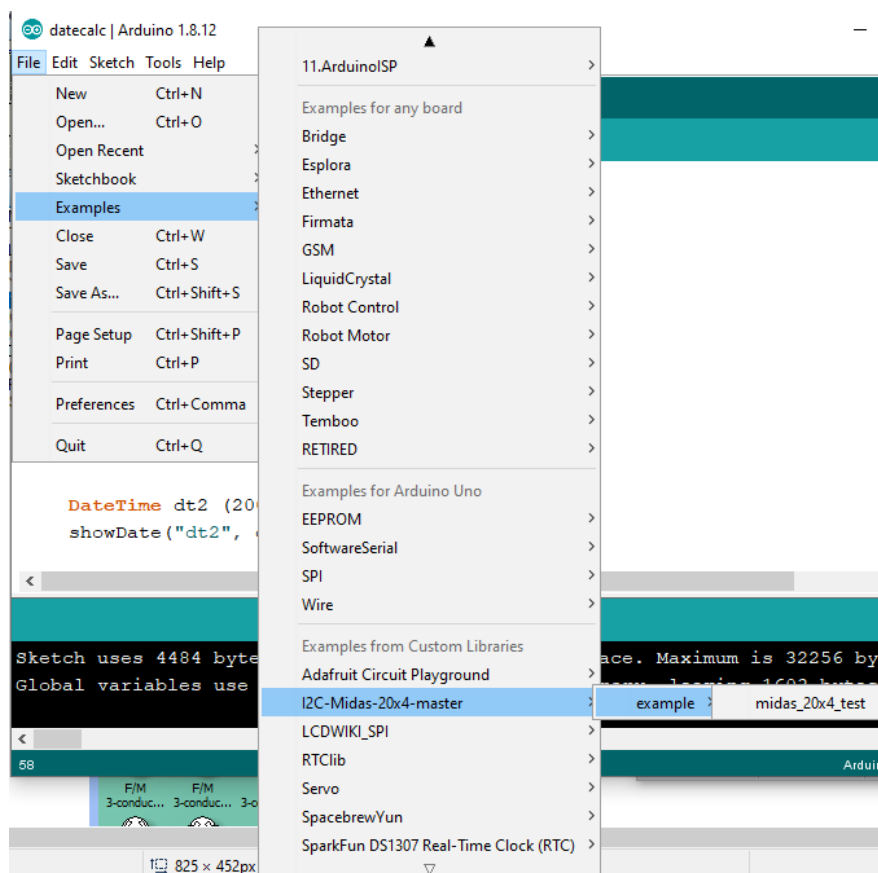 datecalc | Arduino 1.8.12
File Edit Sketch Tools Help
New Ctrl+N
Open... Ctrl+O
Open Recent
Sketchbook
Examples
Close Ctrl+W
Save Ctrl+S
Save As... Ctrl+Shift+S
Page Setup Ctrl+Shift+P
Print Ctrl+P
Preferences Ctrl+Comma
Quit Ctrl+Q
11.ArduinoISP
Examples for any board
Bridge
Esplora
Ethernet
Firmata
GSM
LiquidCrystal
Robot Control
Robot Motor
SD
Stepper
Temboo
RETIRED
Examples for Arduino Uno
EEPROM
SoftwareSerial
SPI
Wire
Examples from Custom Libraries
Adafruit Circuit Playground
I2C-Midas-20x4-master
LCDWIKI_SPI
RTClib
Servo
SpacebrewYun
SparkFun DS1307 Real-Time Clock (RTC)
example
midas_20x4_test
DateTime dt2 (20
showDate("dt2",
Sketch uses 4484 byte ace. Maximum is 32256 by
Global variables use
58 Ardui
F/M F/M
3-conduc... 3-conduc... 3-c
825 × 452px